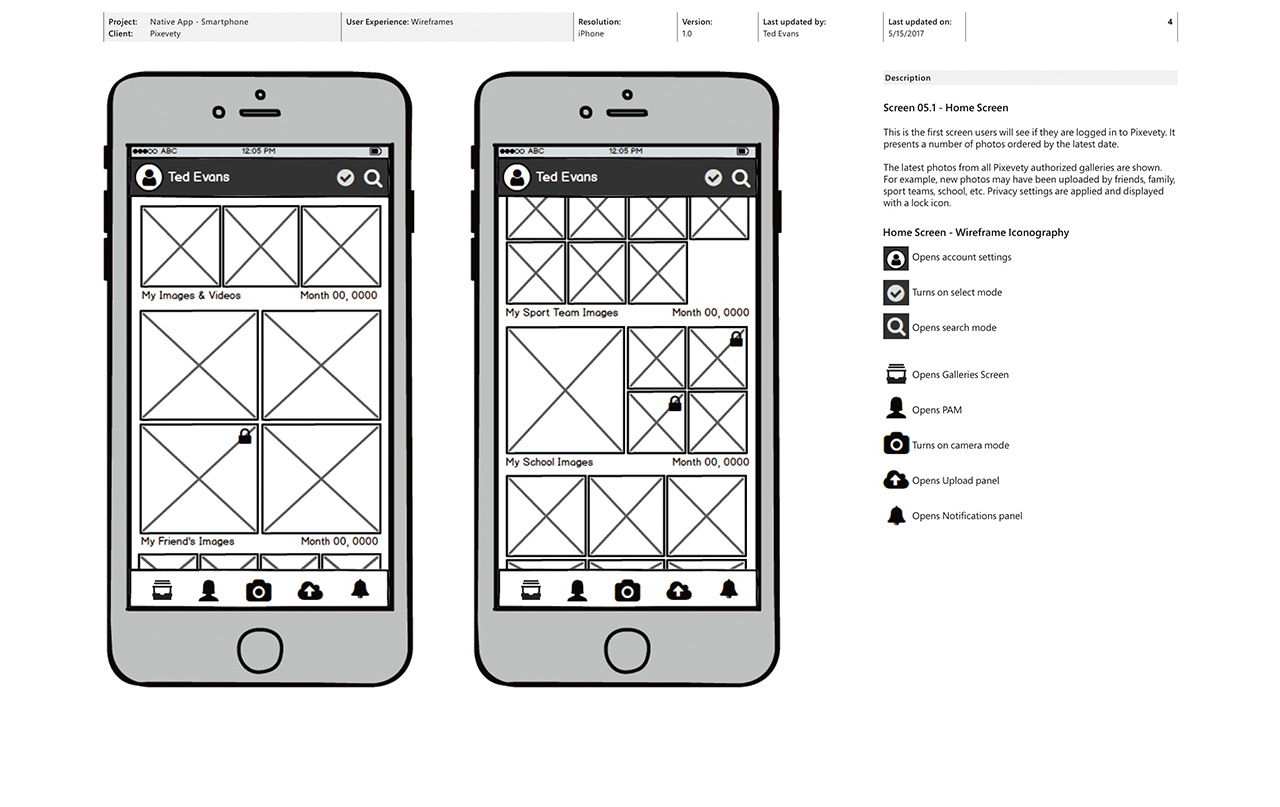 Project: Native App - Smartphone
Client: Pixevety
User Experience: Wireframes
Resolution:
iPhone
Version:
1.0
Last updated by:
Ted Evans
Last updated on:
5/15/2017
4
ABC 12:05 PM
Ted Evans
My Images & Videos Month 00, 0000
My Friend's Images Month 00, 0000
ABC 12:05 PM
Ted Evans
My Sport Team Images Month 00, 0000
My School Images Month 00, 0000
Description
Screen 05.1 - Home Screen
This is the first screen users will see if they are logged in to Pixevety. It
presents a number of photos ordered by the latest date.
The latest photos from all Pixevety authorized galleries are shown.
For example, new photos may have been uploaded by friends, family,
sport teams, school, etc. Privacy settings are applied and displayed
with a lock icon.
Home Screen - Wireframe Iconography
Opens account settings
Turns on select mode
Opens search mode
Opens Galleries Screen
Opens PAM
Turns on camera mode
Opens Upload panel
Opens Notifications panel